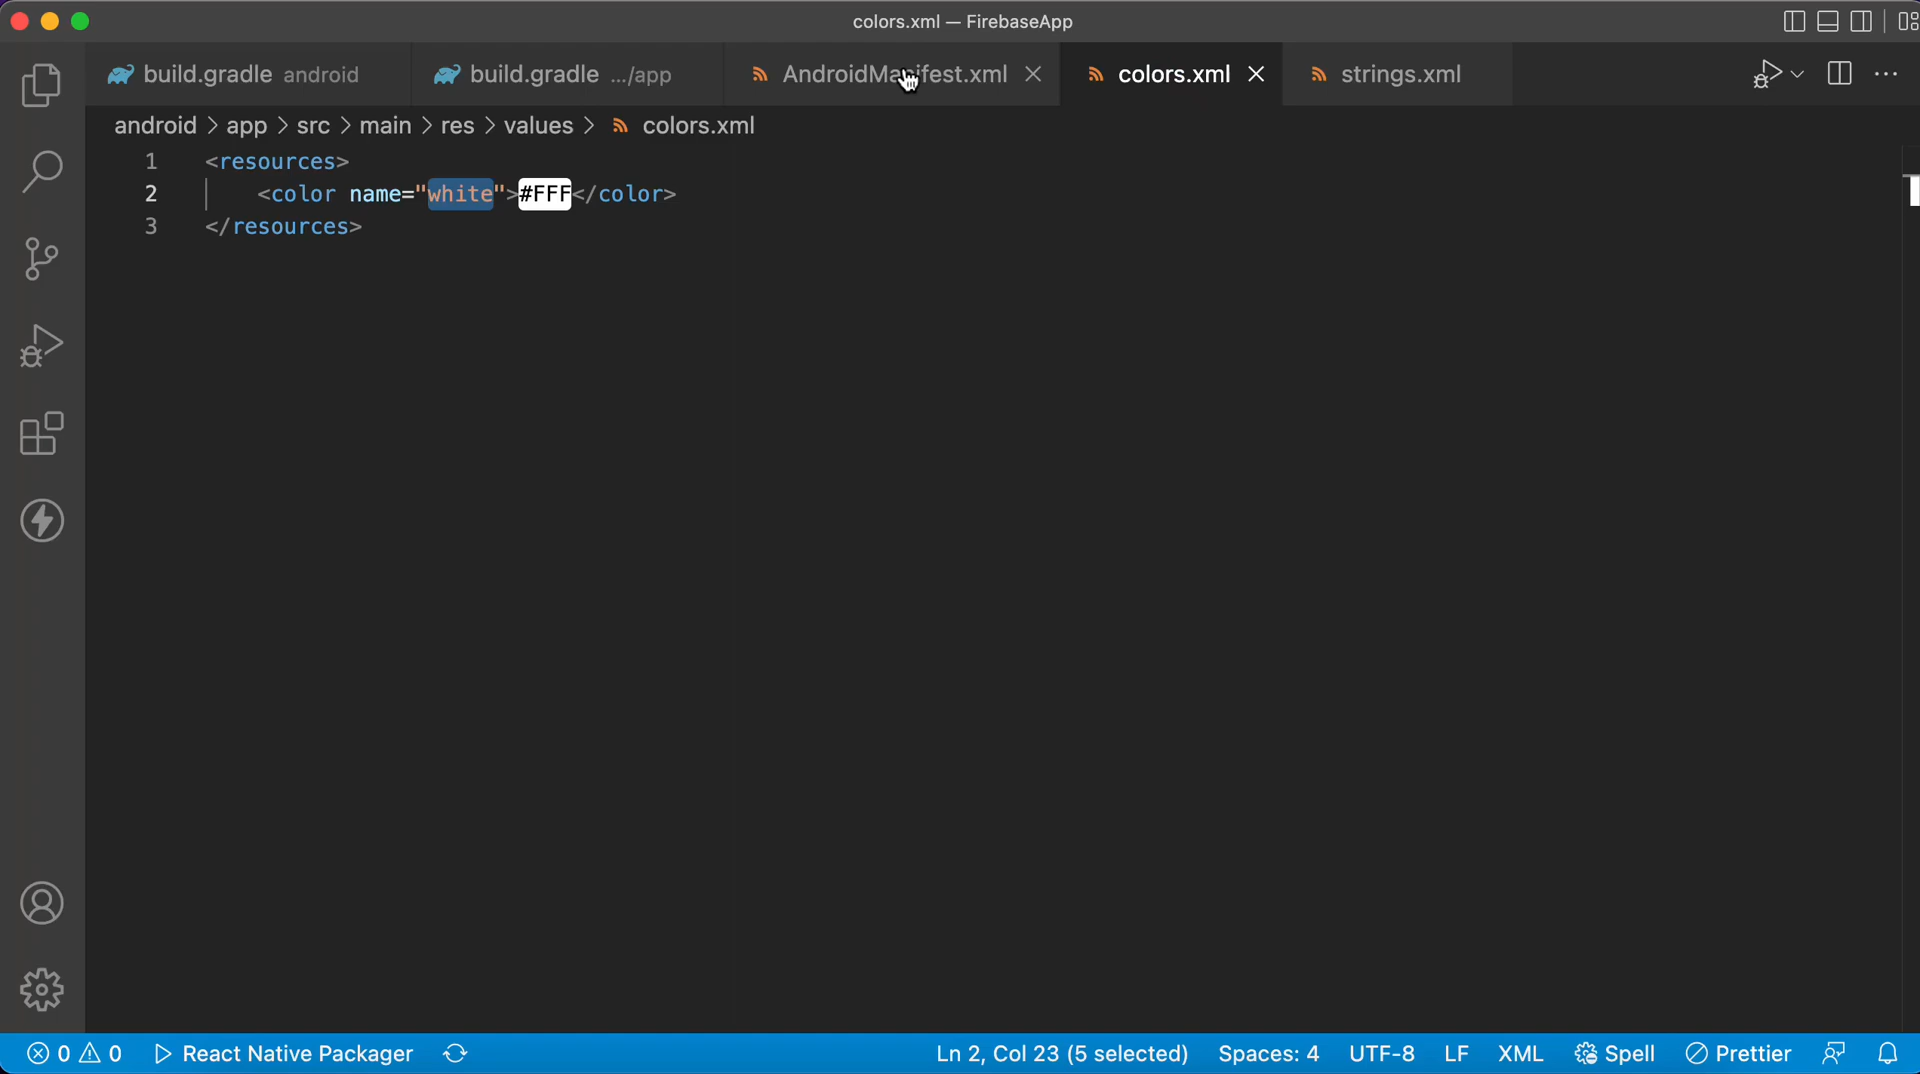 colors.xml — FirebaseApp
build.gradle android build.gradle .../app AndroidManifest.xml colors.xml strings.xml
android > app > src > main > res > values > colors.xml
1 <resources>
2 <color name="white">#FFF</color>
3 </resources>
0 0 React Native Packager Ln 2, Col 23 (5 selected) Spaces: 4 UTF-8 LF XML Spell Prettier